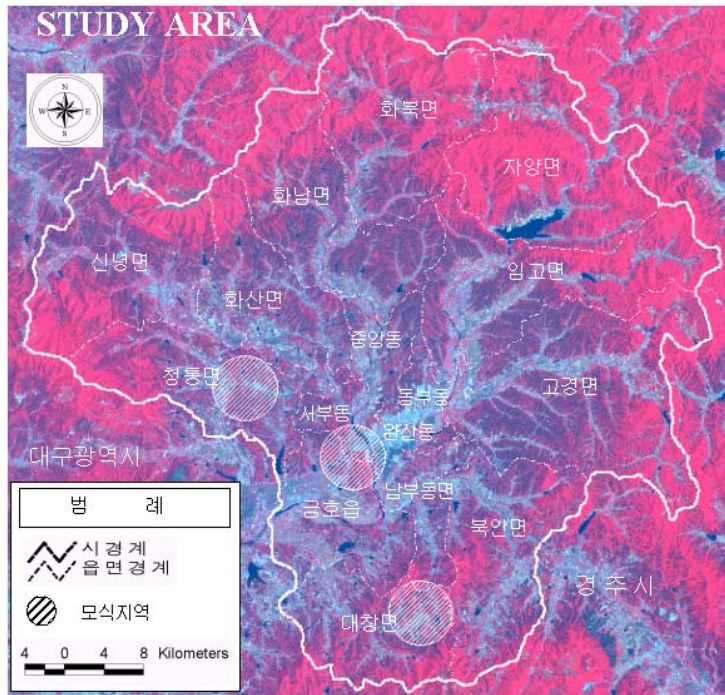 STUDY AREA
N
W E
S
화북면
자양면
화남면
신녕면
임고면
화산면
중앙동
청통면
고경면
동부동
서부동
완산동
대구광역시
남부동면
금호읍
북안면
경주시
대창면
범 례
시 경 계
읍 면 경 계
모식지역
4 0 4 8 Kilometers